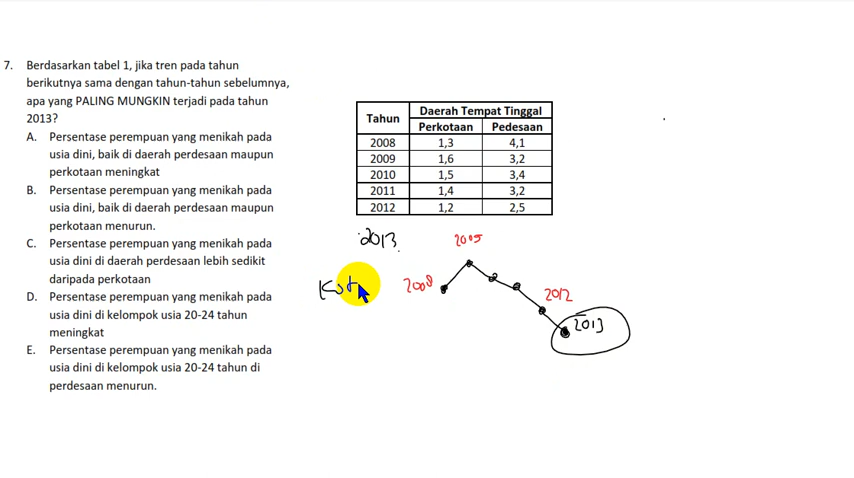 7. Berdasarkan tabel 1, jika tren pada tahun
berikutnya sama dengan tahun-tahun sebelumnya,
apa yang PALING MUNGKIN terjadi pada tahun
2013?
A. Persentase perempuan yang menikah pada
usia dini, baik di daerah perdesaan maupun
perkotaan meningkat
B. Persentase perempuan yang menikah pada
usia dini, baik di daerah perdesaan maupun
perkotaan menurun.
C. Persentase perempuan yang menikah pada
usia dini di daerah perdesaan lebih sedikit
daripada perkotaan
D. Persentase perempuan yang menikah pada
usia dini di kelompok usia 20-24 tahun
meningkat
E. Persentase perempuan yang menikah pada
usia dini di kelompok usia 20-24 tahun di
perdesaan menurun.
Tahun Daerah Tempat Tinggal
Perkotaan Pedesaan
2008 1,3 4,1
2009 1,6 3,2
2010 1,5 3,4
2011 1,4 3,2
2012 1,2 2,5
2013
Kot
2008
2012
2013